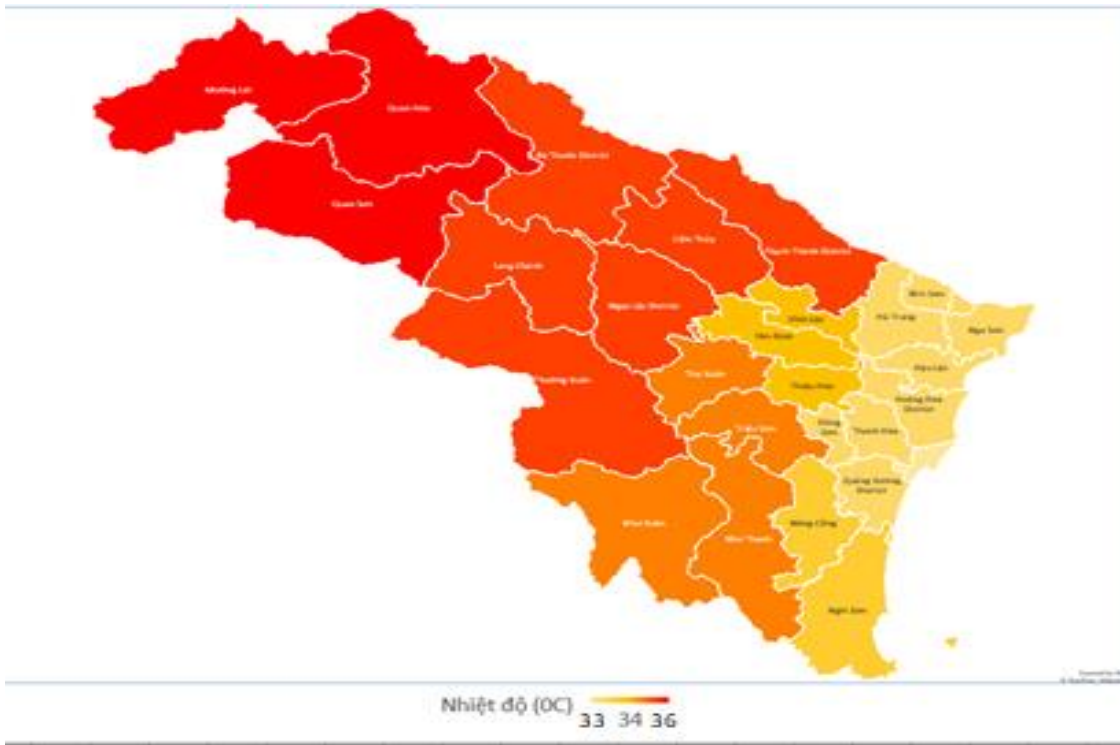 Mường Lát
Quan Hóa
Bá Thước District
Quan Sơn
Cẩm Thủy
Thạch Thành District
Lang Chánh
Bỉm Sơn
Ngọc Lặc District
Hà Trung
Vĩnh Lộc
Nga Sơn
Yên Định
Hậu Lộc
Thường Xuân
Thọ Xuân
Thiệu Hóa
Hoằng Hóa
District
Đông
Sơn
Thanh Hóa
Triệu Sơn
Quảng Xương
District
Như Xuân
Nông Cống
Như Thanh
Nghi Sơn
Nhiệt độ (0C)
33 34 36